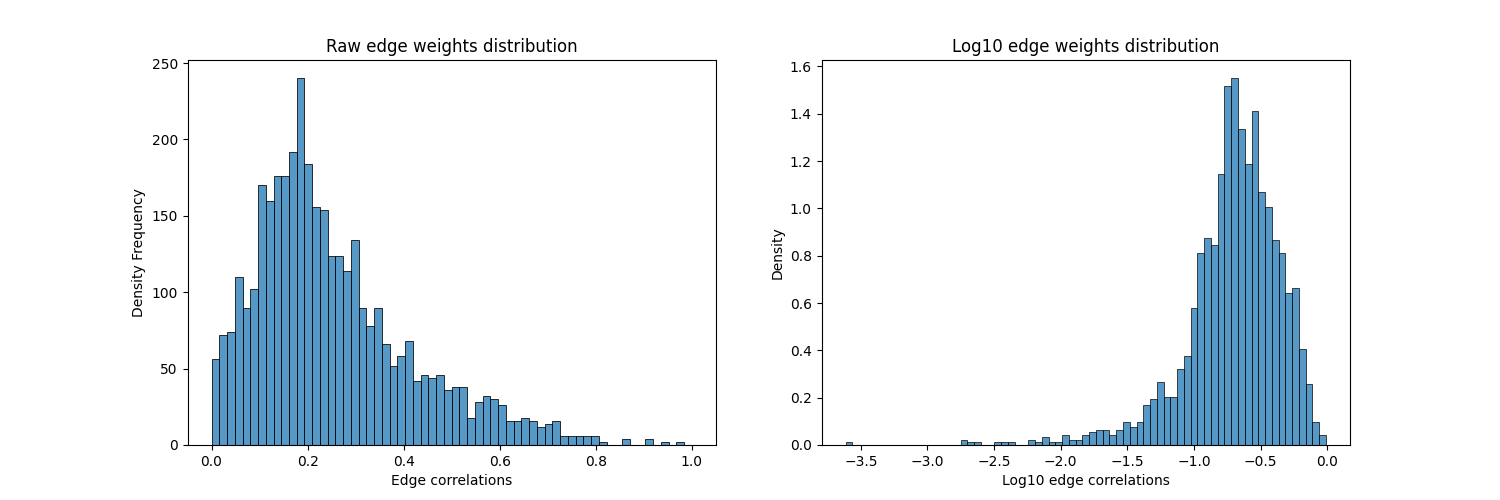 Raw edge weights distribution
Density Frequency
250
200
150
100
50
0
0.0 0.2 0.4 0.6 0.8 1.0
Edge correlations
Log10 edge weights distribution
Density
1.6
1.4
1.2
1.0
0.8
0.6
0.4
0.2
0.0
−3.5 −3.0 −2.5 −2.0 −1.5 −1.0 −0.5 0.0
Log10 edge correlations